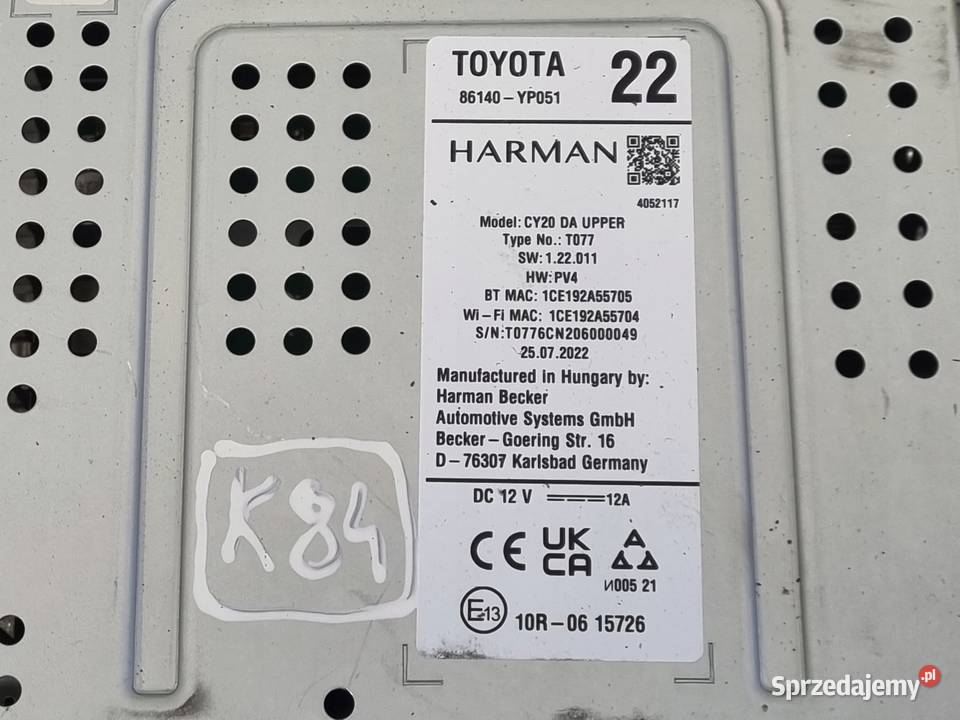 TOYOTA 22
86140-YP051
HARMAN
4052117
Model: CY20 DA UPPER
Type No.: T077
SW: 1.22.011
HW: PV4
BT MAC: 1CE192A55705
Wi-Fi MAC: 1CE192A55704
S/N: T0776CN206000049
25.07.2022
Manufactured in Hungary by:
Harman Becker
Automotive Systems GmbH
Becker-Goering Str. 16
D-76307 Karlsbad Germany
DC 12 V 12A
CE UK CA
И005 21
E13 10R-06 15726
K84
Sprzedajemy.pl